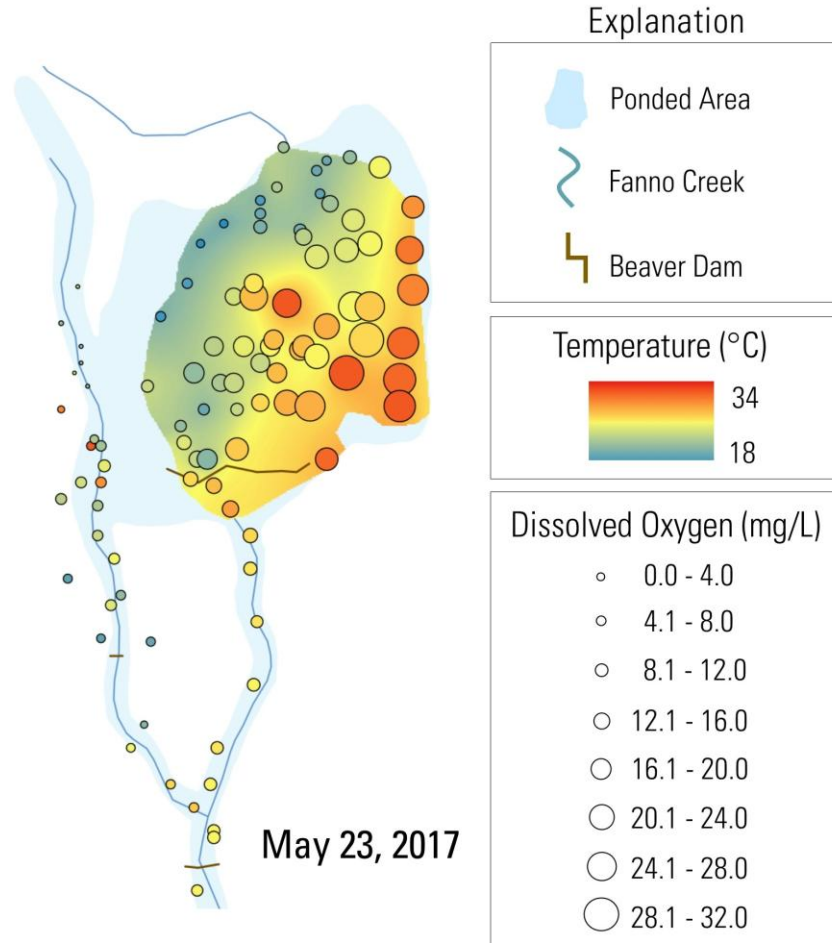 Explanation
Ponded Area
Fanno Creek
Beaver Dam
Temperature (°C)
34
18
Dissolved Oxygen (mg/L)
0.0 - 4.0
4.1 - 8.0
8.1 - 12.0
12.1 - 16.0
16.1 - 20.0
20.1 - 24.0
24.1 - 28.0
28.1 - 32.0
May 23, 2017